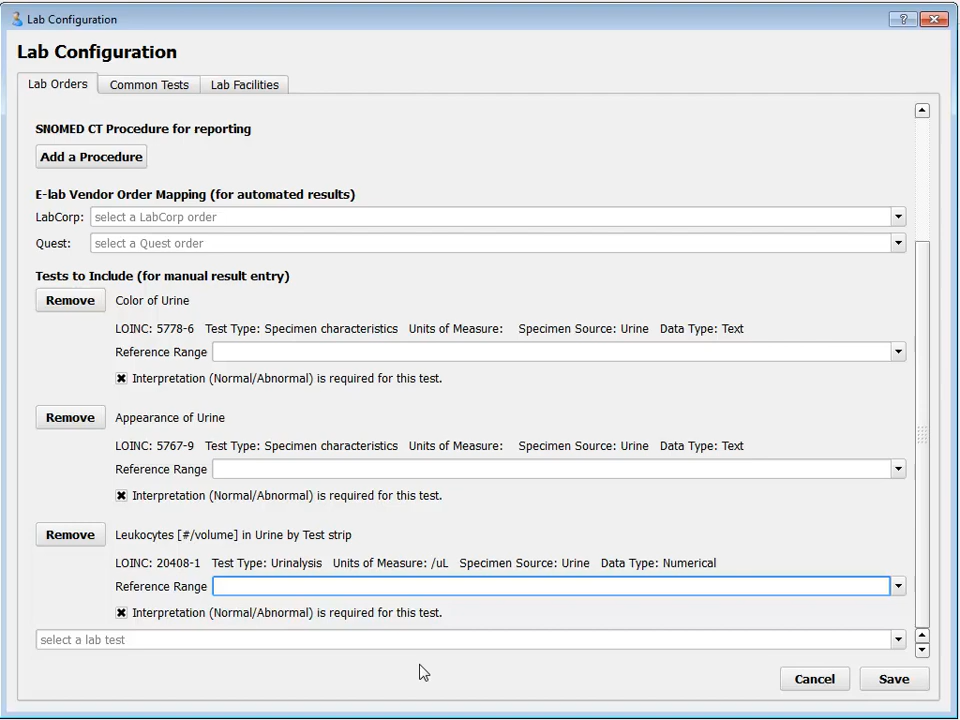 Lab Configuration
?
Lab Configuration
Lab Orders Common Tests Lab Facilities
SNOMED CT Procedure for reporting
Add a Procedure
E-lab Vendor Order Mapping (for automated results)
LabCorp: select a LabCorp order
Quest: select a Quest order
Tests to Include (for manual result entry)
Remove Color of Urine
LOINC: 5778-6 Test Type: Specimen characteristics Units of Measure: Specimen Source: Urine Data Type: Text
Reference Range
Interpretation (Normal/Abnormal) is required for this test.
Remove Appearance of Urine
LOINC: 5767-9 Test Type: Specimen characteristics Units of Measure: Specimen Source: Urine Data Type: Text
Reference Range
Interpretation (Normal/Abnormal) is required for this test.
Remove Leukocytes [#/volume] in Urine by Test strip
LOINC: 20408-1 Test Type: Urinalysis Units of Measure: /uL Specimen Source: Urine Data Type: Numerical
Reference Range
Interpretation (Normal/Abnormal) is required for this test.
select a lab test
Cancel Save